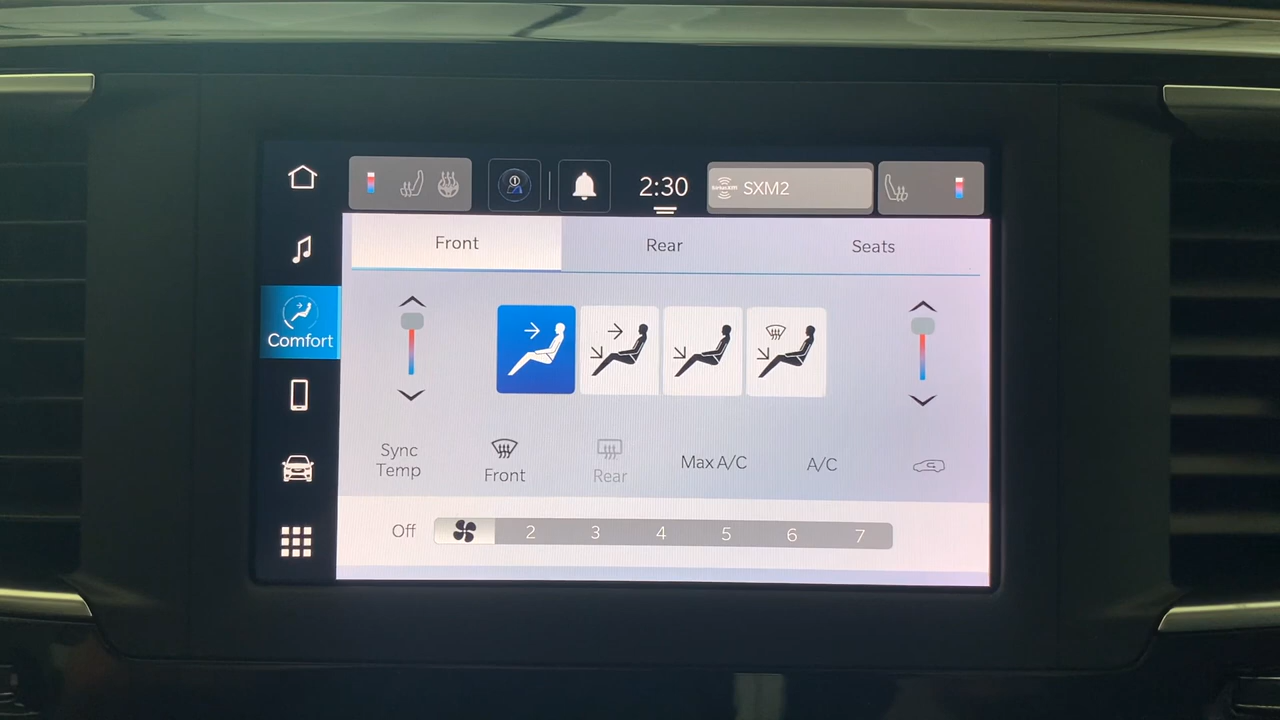 2:30
SiriusXM
SXM2
Front
Rear
Seats
Comfort
Sync
Temp
Front
Rear
Max A/C
A/C
Off
2
3
4
5
6
7